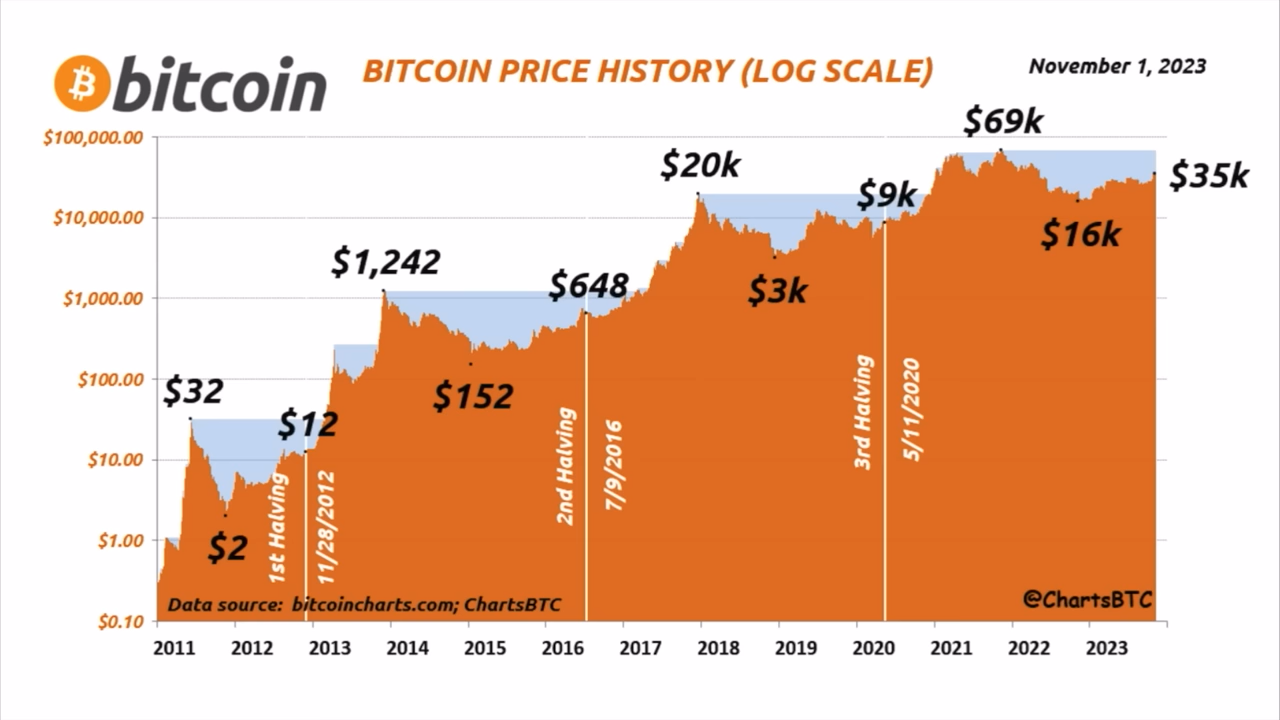 bitcoin
BITCOIN PRICE HISTORY (LOG SCALE)
November 1, 2023
$100,000.00
$10,000.00
$1,000.00
$100.00
$10.00
$1.00
$0.10
$32
$2
$12
$1,242
$152
$648
$20k
$3k
$9k
$69k
$16k
$35k
1st Halving
11/28/2012
2nd Halving
7/9/2016
3rd Halving
5/11/2020
Data source: bitcoincharts.com; ChartsBTC
@ChartsBTC
2011 2012 2013 2014 2015 2016 2017 2018 2019 2020 2021 2022 2023